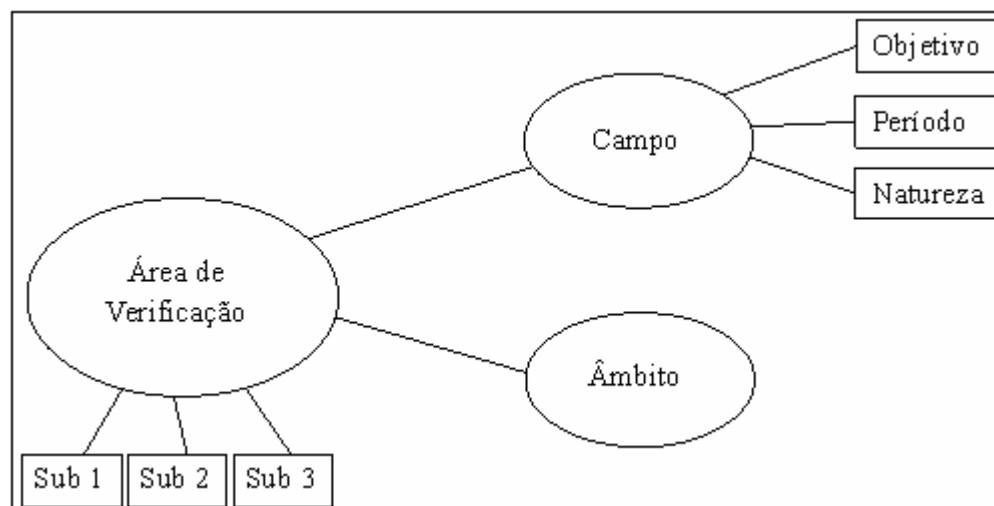 Objetivo
Período
Natureza
Campo
Área de
Verificação
Âmbito
Sub 1
Sub 2
Sub 3